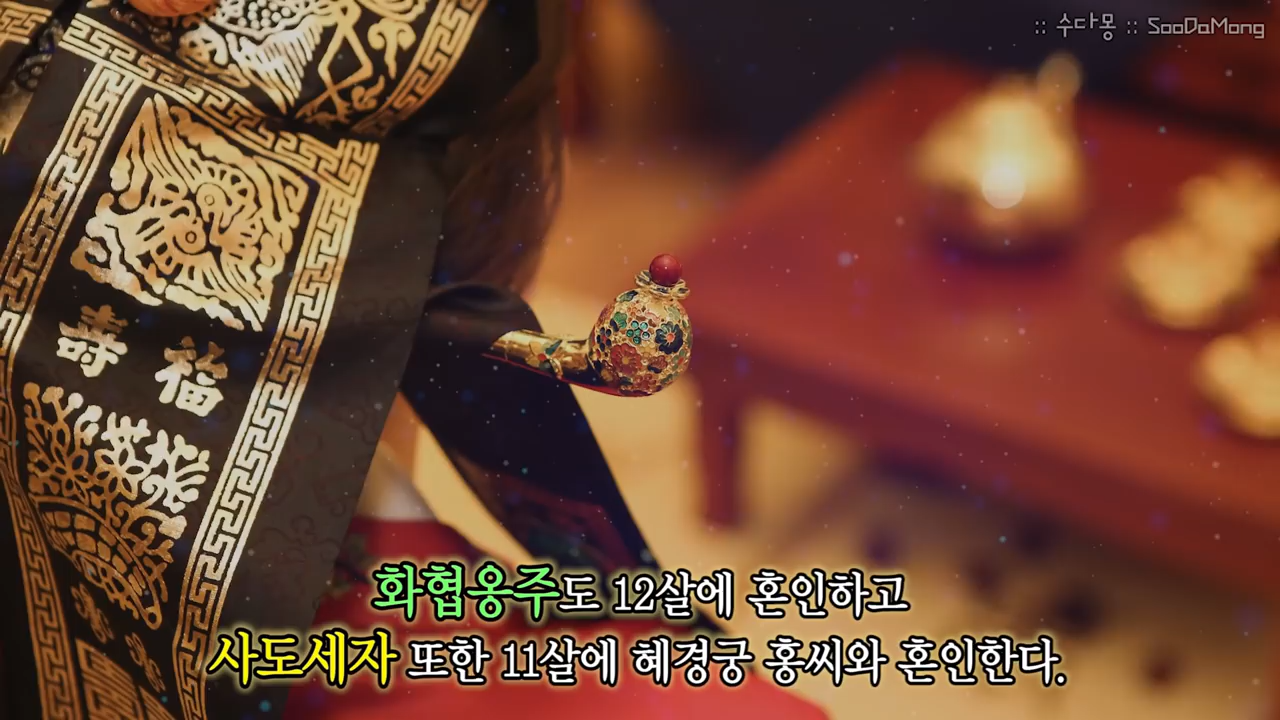 :: 수다몽 :: SooDaMong
壽 福
화협옹주도 12살에 혼인하고
사도세자 또한 11살에 혜경궁 홍씨와 혼인한다.